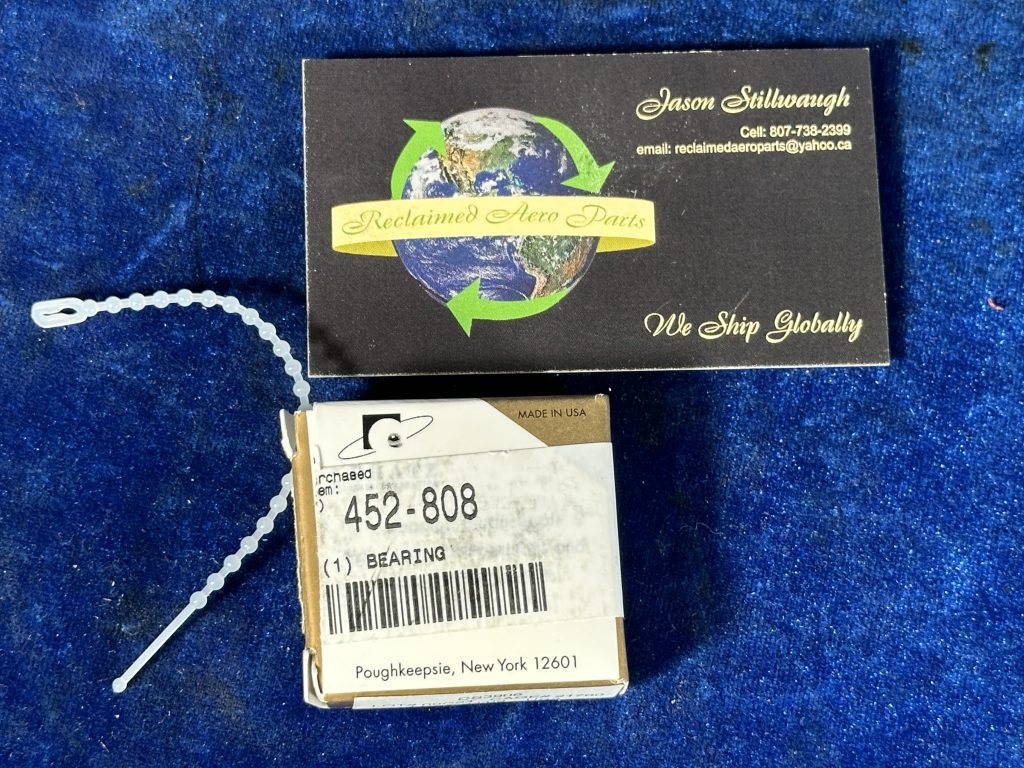 Jason Stillwaugh
Cell: 807-738-2399
email: reclaimedaeroparts@yahoo.ca
Reclaimed Aero Parts
We Ship Globally
MADE IN USA
rchased
em:
)
452-808
(1) BEARING
Poughkeepsie, New York 12601